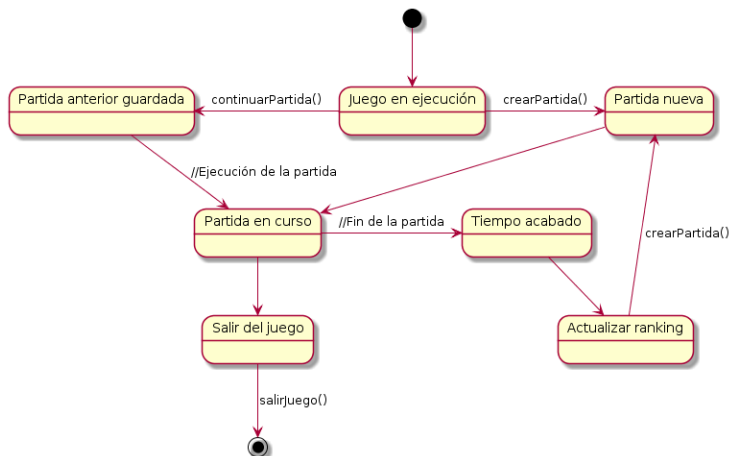 Partida anterior guardada
continuarPartida()
Juego en ejecución
crearPartida()
Partida nueva
//Ejecución de la partida
Partida en curso
//Fin de la partida
Tiempo acabado
crearPartida()
Salir del juego
Actualizar ranking
salirJuego()